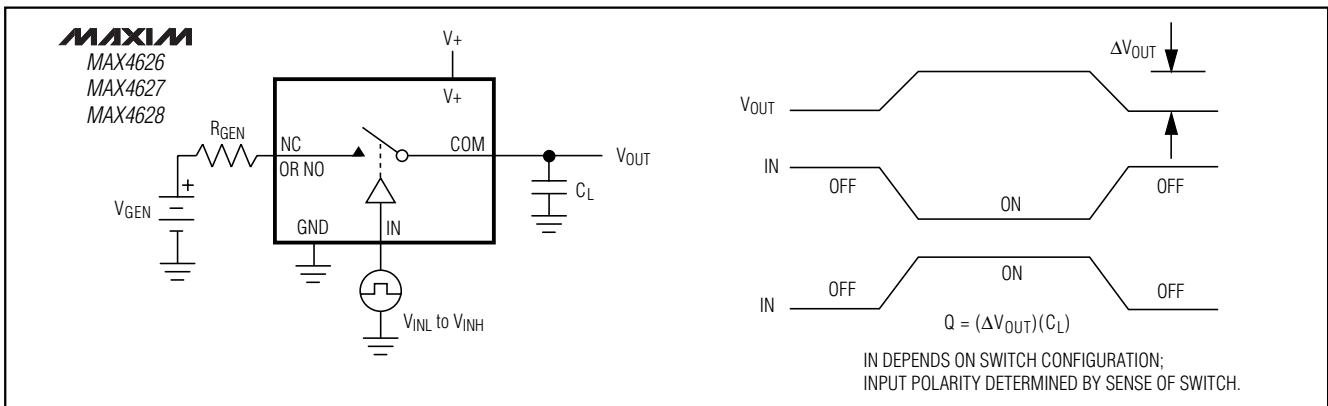 MAXIM
MAX4626
MAX4627
MAX4628
V+
V+
RGEN
NC
OR NO
COM
VOUT
CL
VGEN
+
GND
IN
VINL to VINH
ΔVOUT
VOUT
IN
OFF
ON
OFF
IN
OFF
ON
OFF
Q = (ΔVOUT)(CL)
IN DEPENDS ON SWITCH CONFIGURATION;
INPUT POLARITY DETERMINED BY SENSE OF SWITCH.